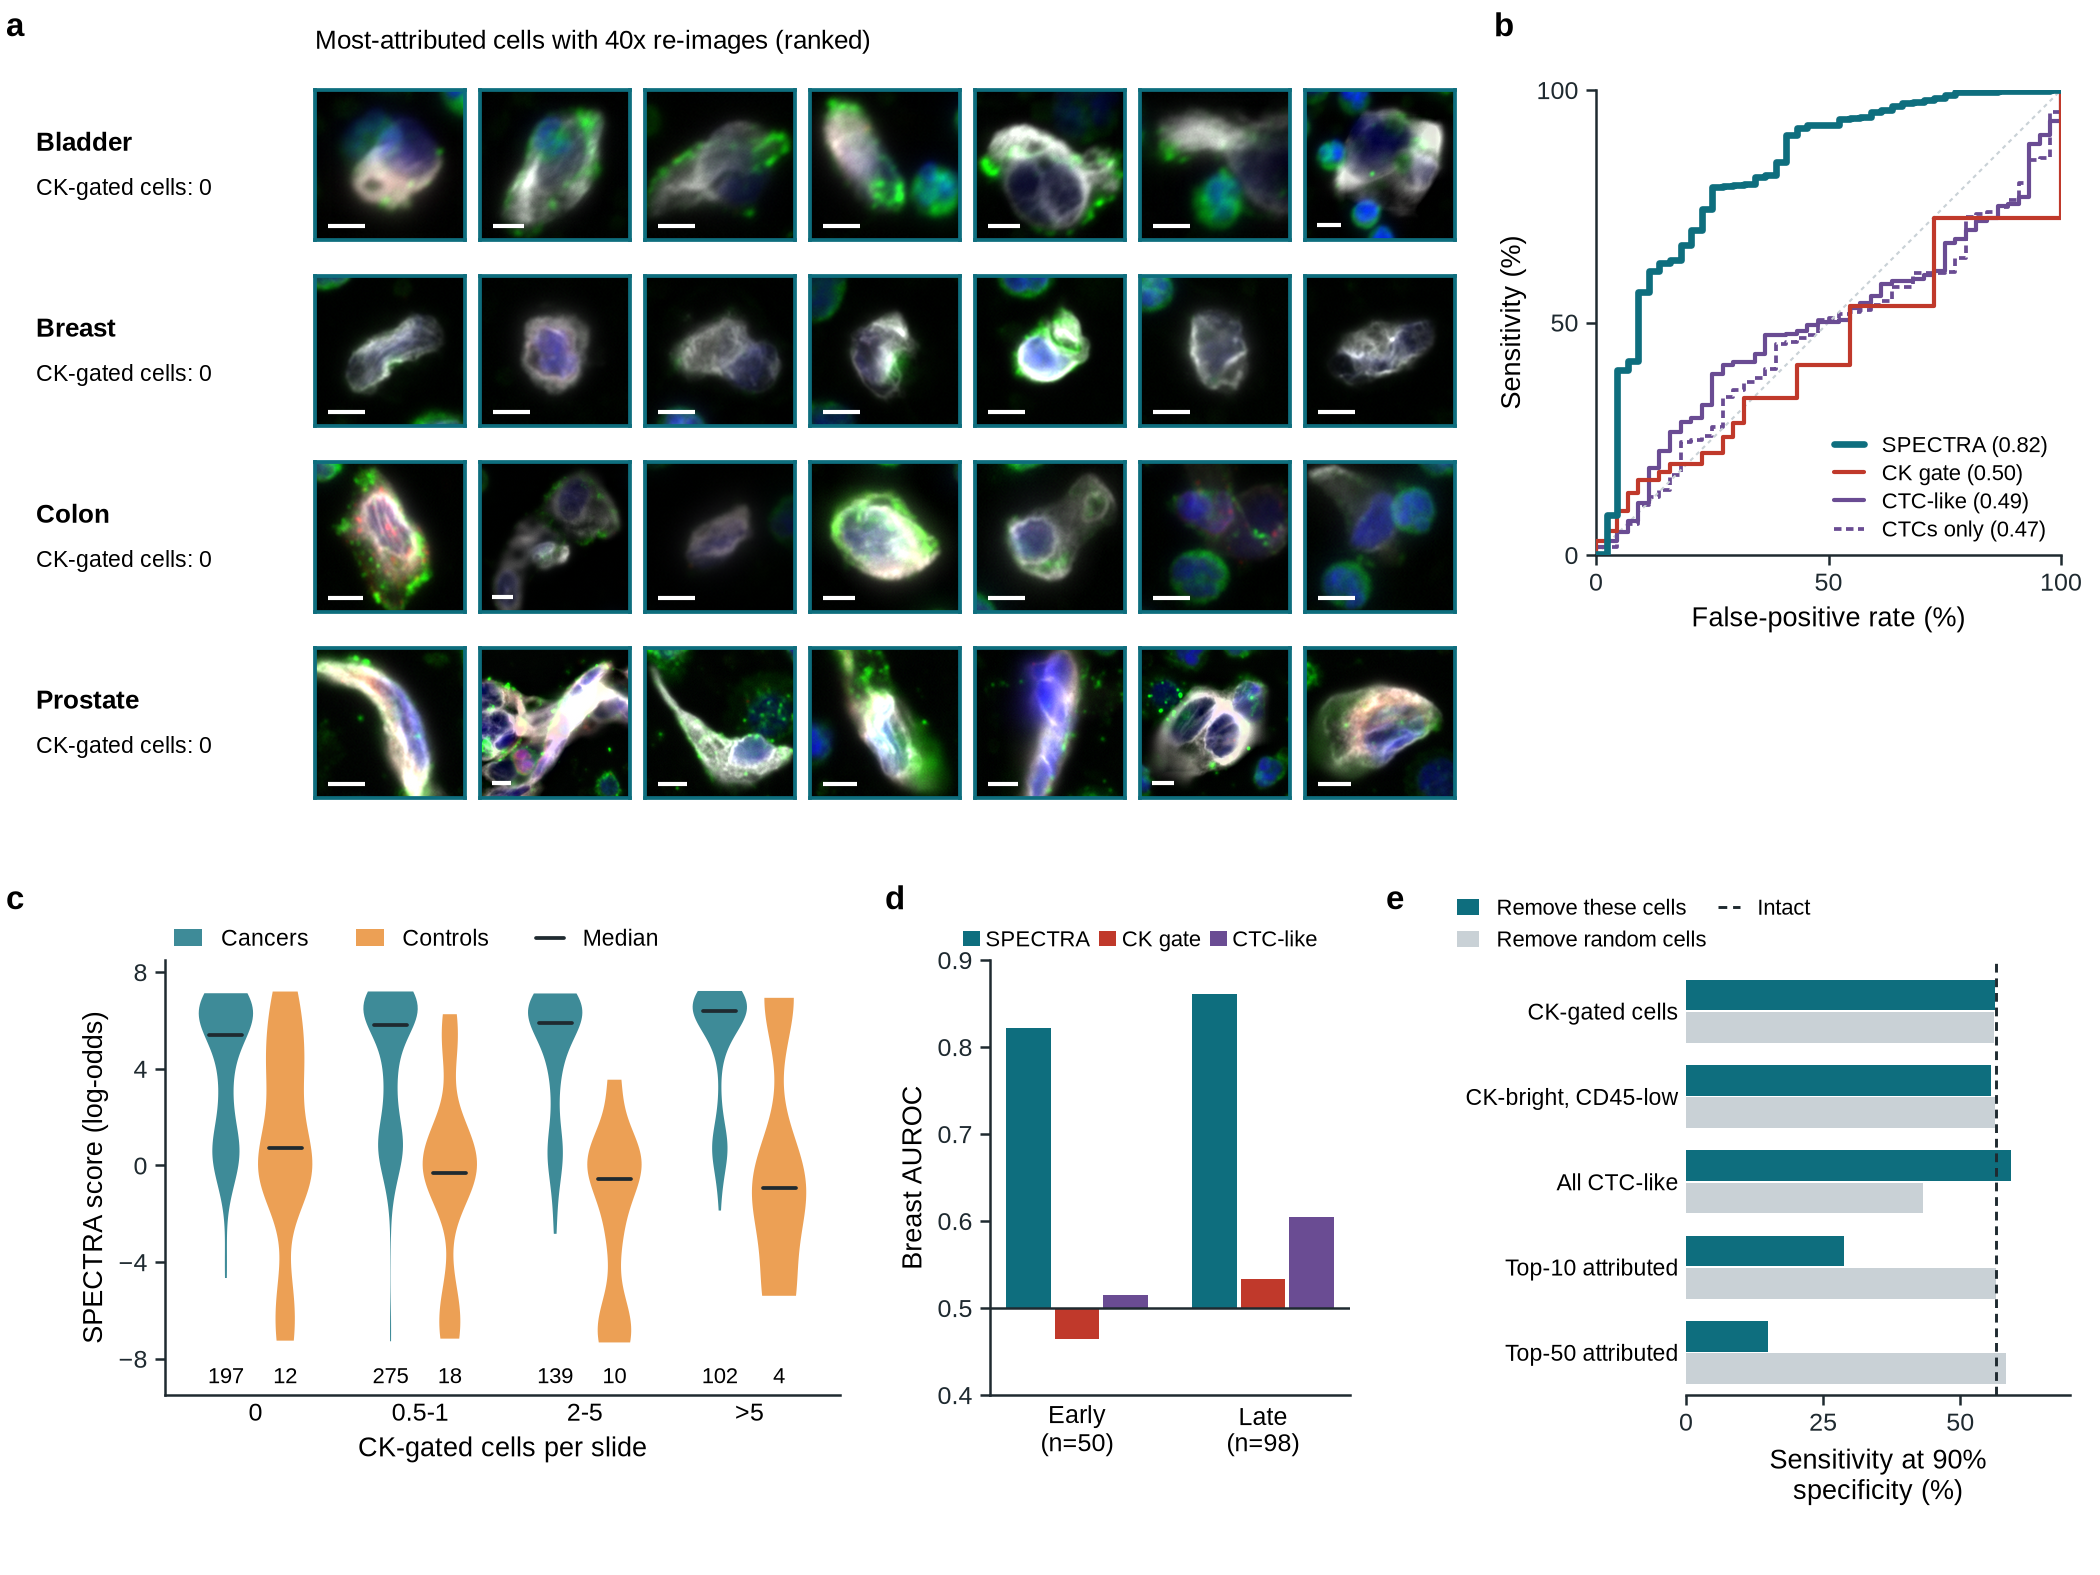 a
Most-attributed cells with 40x re-images (ranked)
Bladder
CK-gated cells: 0
Breast
CK-gated cells: 0
Colon
CK-gated cells: 0
Prostate
CK-gated cells: 0
b
100
50
0
0
50
100
Sensitivity (%)
False-positive rate (%)
SPECTRA (0.82)
CK gate (0.50)
CTC-like (0.49)
CTCs only (0.47)
c
Cancers
Controls
Median
8
4
0
−4
−8
SPECTRA score (log-odds)
197 12 275 18 139 10 102 4
0 0.5-1 2-5 >5
CK-gated cells per slide
d
SPECTRA CK gate CTC-like
0.9
0.8
0.7
0.6
0.5
0.4
Breast AUROC
Early
(n=50)
Late
(n=98)
e
Remove these cells
Intact
Remove random cells
CK-gated cells
CK-bright, CD45-low
All CTC-like
Top-10 attributed
Top-50 attributed
0 25 50
Sensitivity at 90%
specificity (%)